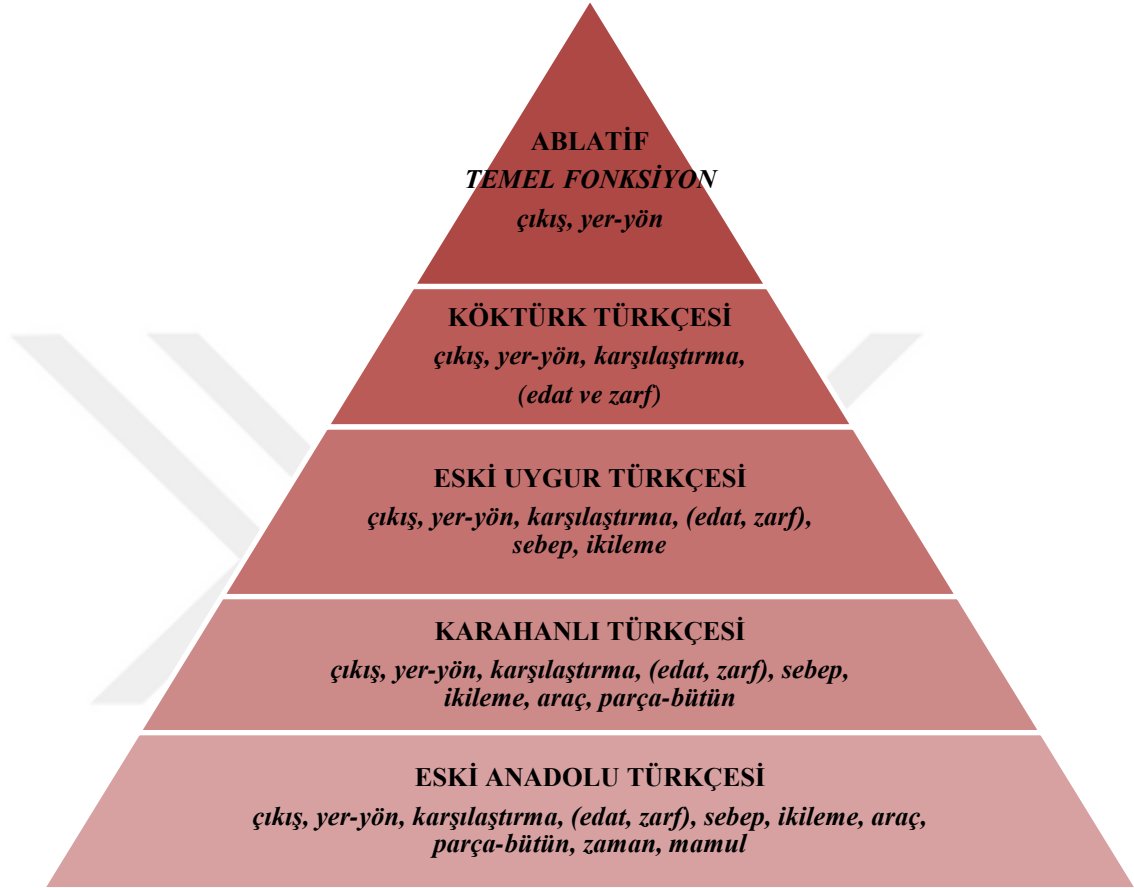 ABLATİF
TEMEL FONKSİYON
çıkış, yer-yön
KÖKTÜRK TÜRKÇESİ
çıkış, yer-yön, karşılaştırma,
(edat ve zarf)
ESKİ UYGUR TÜRKÇESİ
çıkış, yer-yön, karşılaştırma, (edat, zarf),
sebep, ikileme
KARAHANLI TÜRKÇESİ
çıkış, yer-yön, karşılaştırma, (edat, zarf), sebep,
ikileme, araç, parça-bütün
ESKİ ANADOLU TÜRKÇESİ
çıkış, yer-yön, karşılaştırma, (edat, zarf), sebep, ikileme, araç,
parça-bütün, zaman, mamul